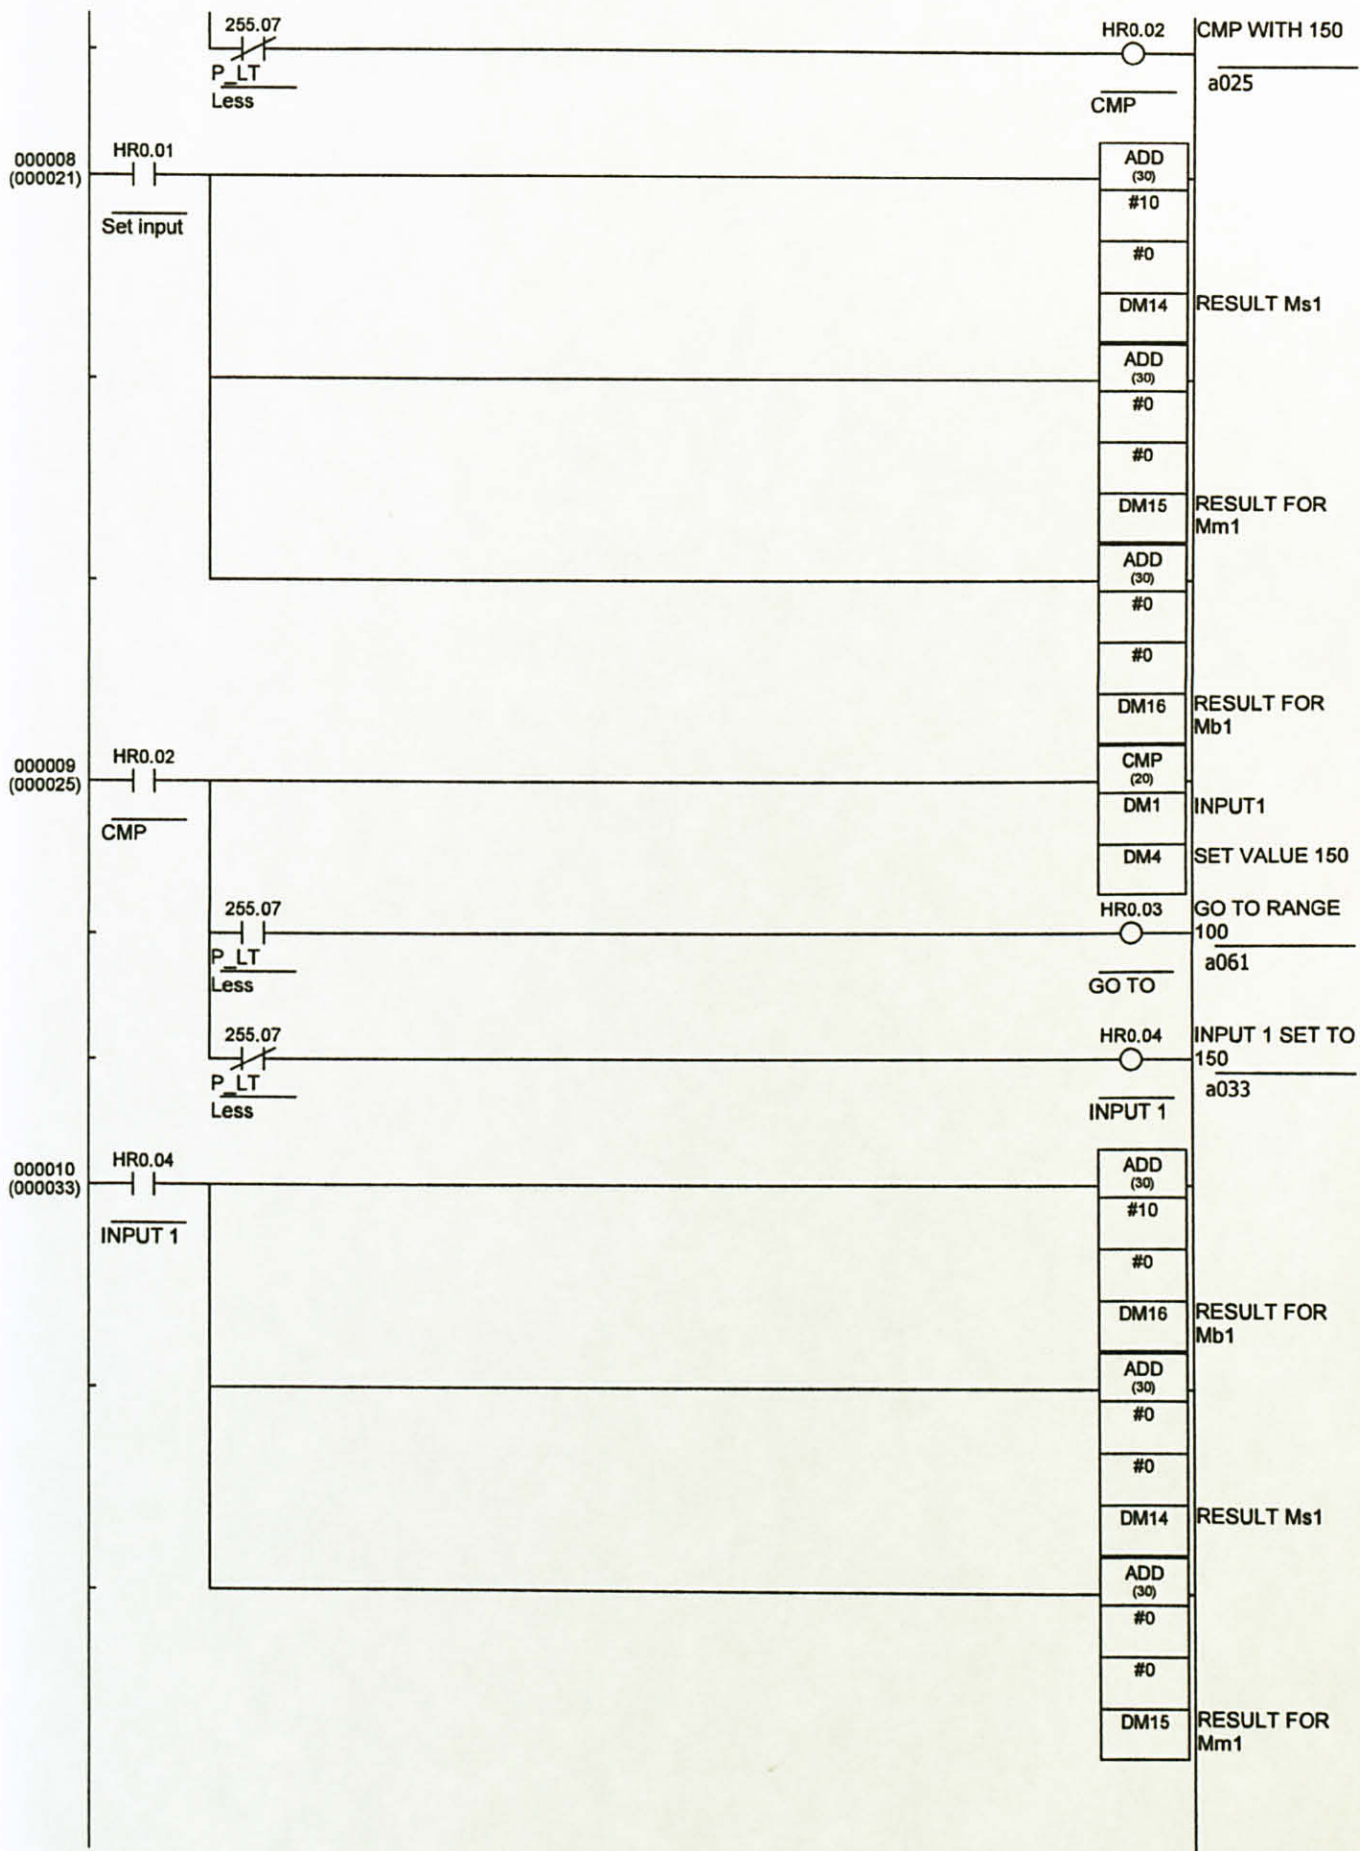 255.07
HR0.02
CMP WITH 150
P_LT
a025
Less
CMP
000008
HR0.01
ADD
(000021)
(30)
#10
Set input
#0
DM14
RESULT Ms1
ADD
(30)
#0
#0
DM15
RESULT FOR
Mm1
ADD
(30)
#0
#0
DM16
RESULT FOR
Mb1
000009
HR0.02
CMP
(000025)
(20)
DM1
INPUT1
CMP
DM4
SET VALUE 150
255.07
HR0.03
GO TO RANGE
100
P_LT
a061
Less
GO TO
255.07
HR0.04
INPUT 1 SET TO
150
P_LT
a033
Less
INPUT 1
000010
HR0.04
ADD
(000033)
(30)
#10
INPUT 1
#0
DM16
RESULT FOR
Mb1
ADD
(30)
#0
#0
DM14
RESULT Ms1
ADD
(30)
#0
#0
DM15
RESULT FOR
Mm1